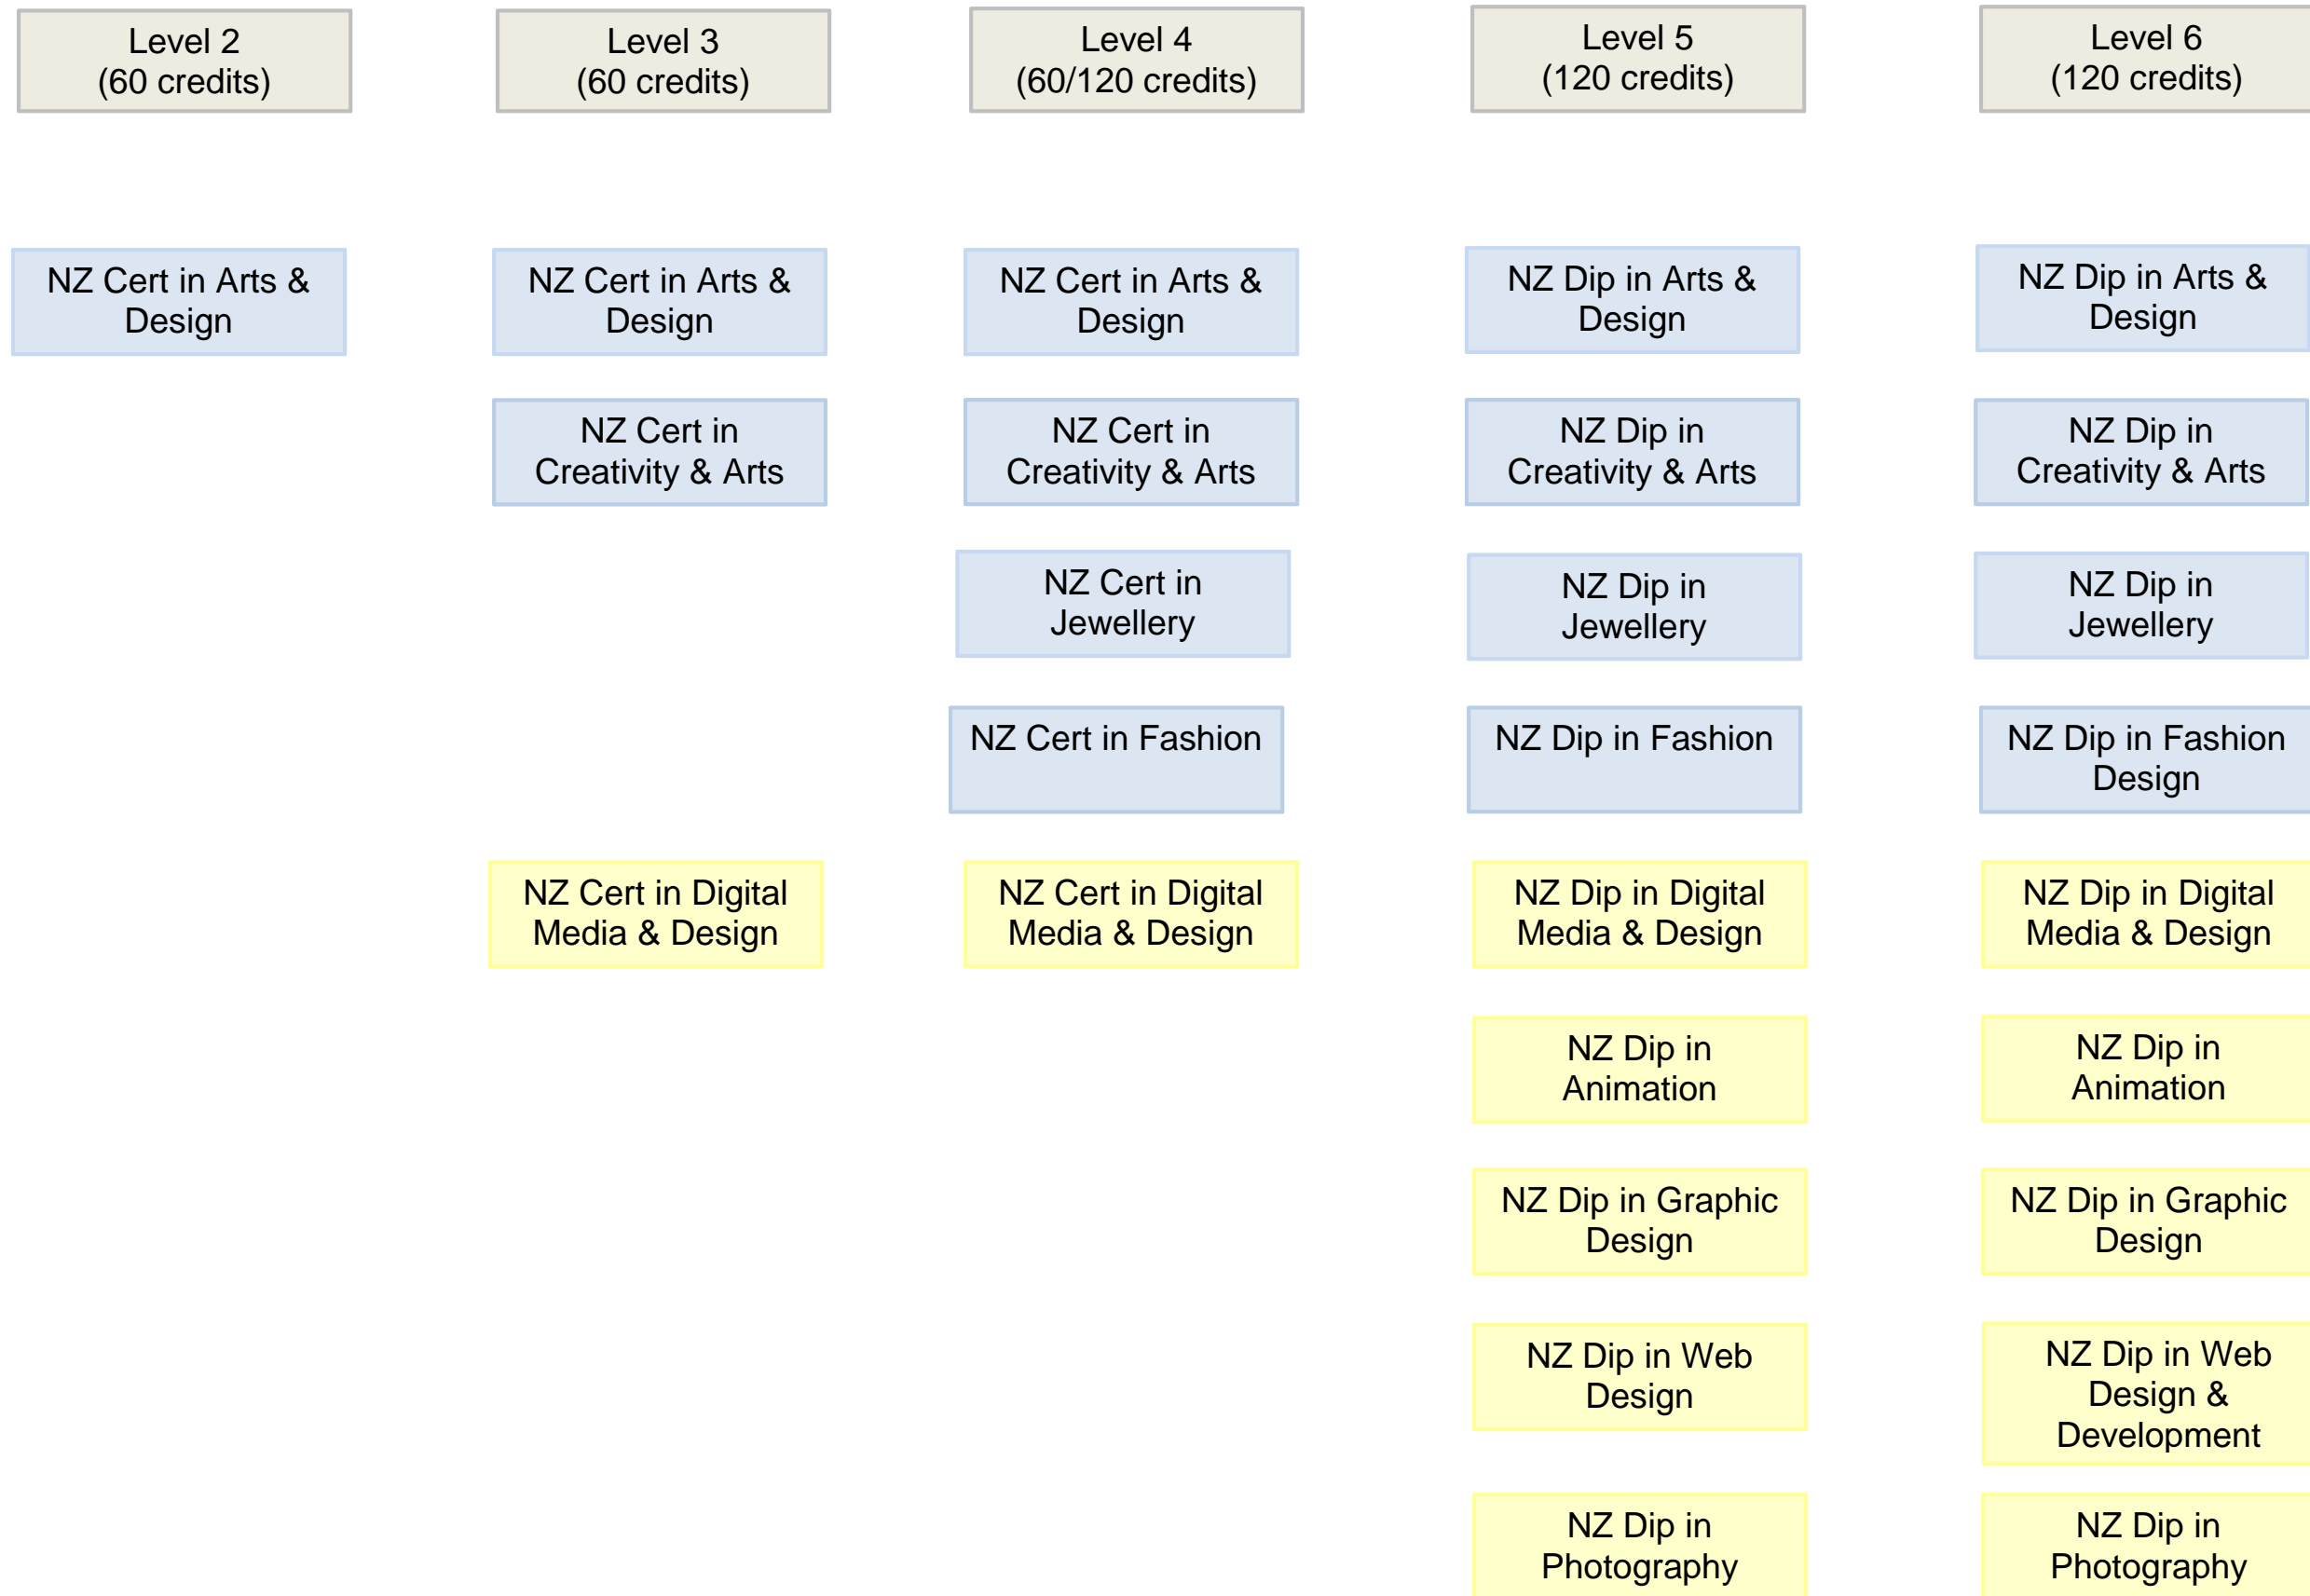 Level 2
(60 credits)
Level 3
(60 credits)
Level 4
(60/120 credits)
Level 5
(120 credits)
Level 6
(120 credits)
NZ Cert in Arts &
Design
NZ Cert in Arts &
Design
NZ Cert in Arts &
Design
NZ Dip in Arts &
Design
NZ Dip in Arts &
Design
NZ Cert in
Creativity & Arts
NZ Cert in
Creativity & Arts
NZ Dip in
Creativity & Arts
NZ Dip in
Creativity & Arts
NZ Cert in
Jewellery
NZ Dip in
Jewellery
NZ Dip in
Jewellery
NZ Cert in Fashion
NZ Dip in Fashion
NZ Dip in Fashion
Design
NZ Cert in Digital
Media & Design
NZ Cert in Digital
Media & Design
NZ Dip in Digital
Media & Design
NZ Dip in Digital
Media & Design
NZ Dip in
Animation
NZ Dip in
Animation
NZ Dip in Graphic
Design
NZ Dip in Graphic
Design
NZ Dip in Web
Design
NZ Dip in Web
Design &
Development
NZ Dip in
Photography
NZ Dip in
Photography